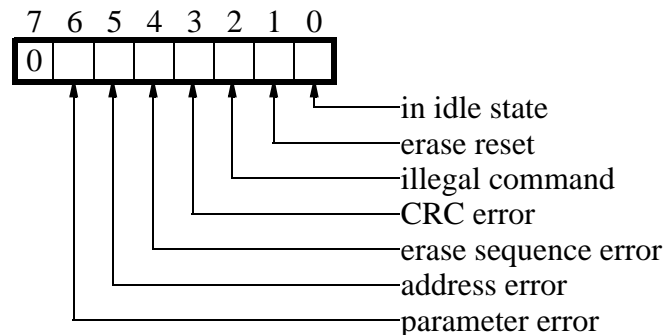 7 6 5 4 3 2 1 0
0
in idle state
erase reset
illegal command
CRC error
erase sequence error
address error
parameter error